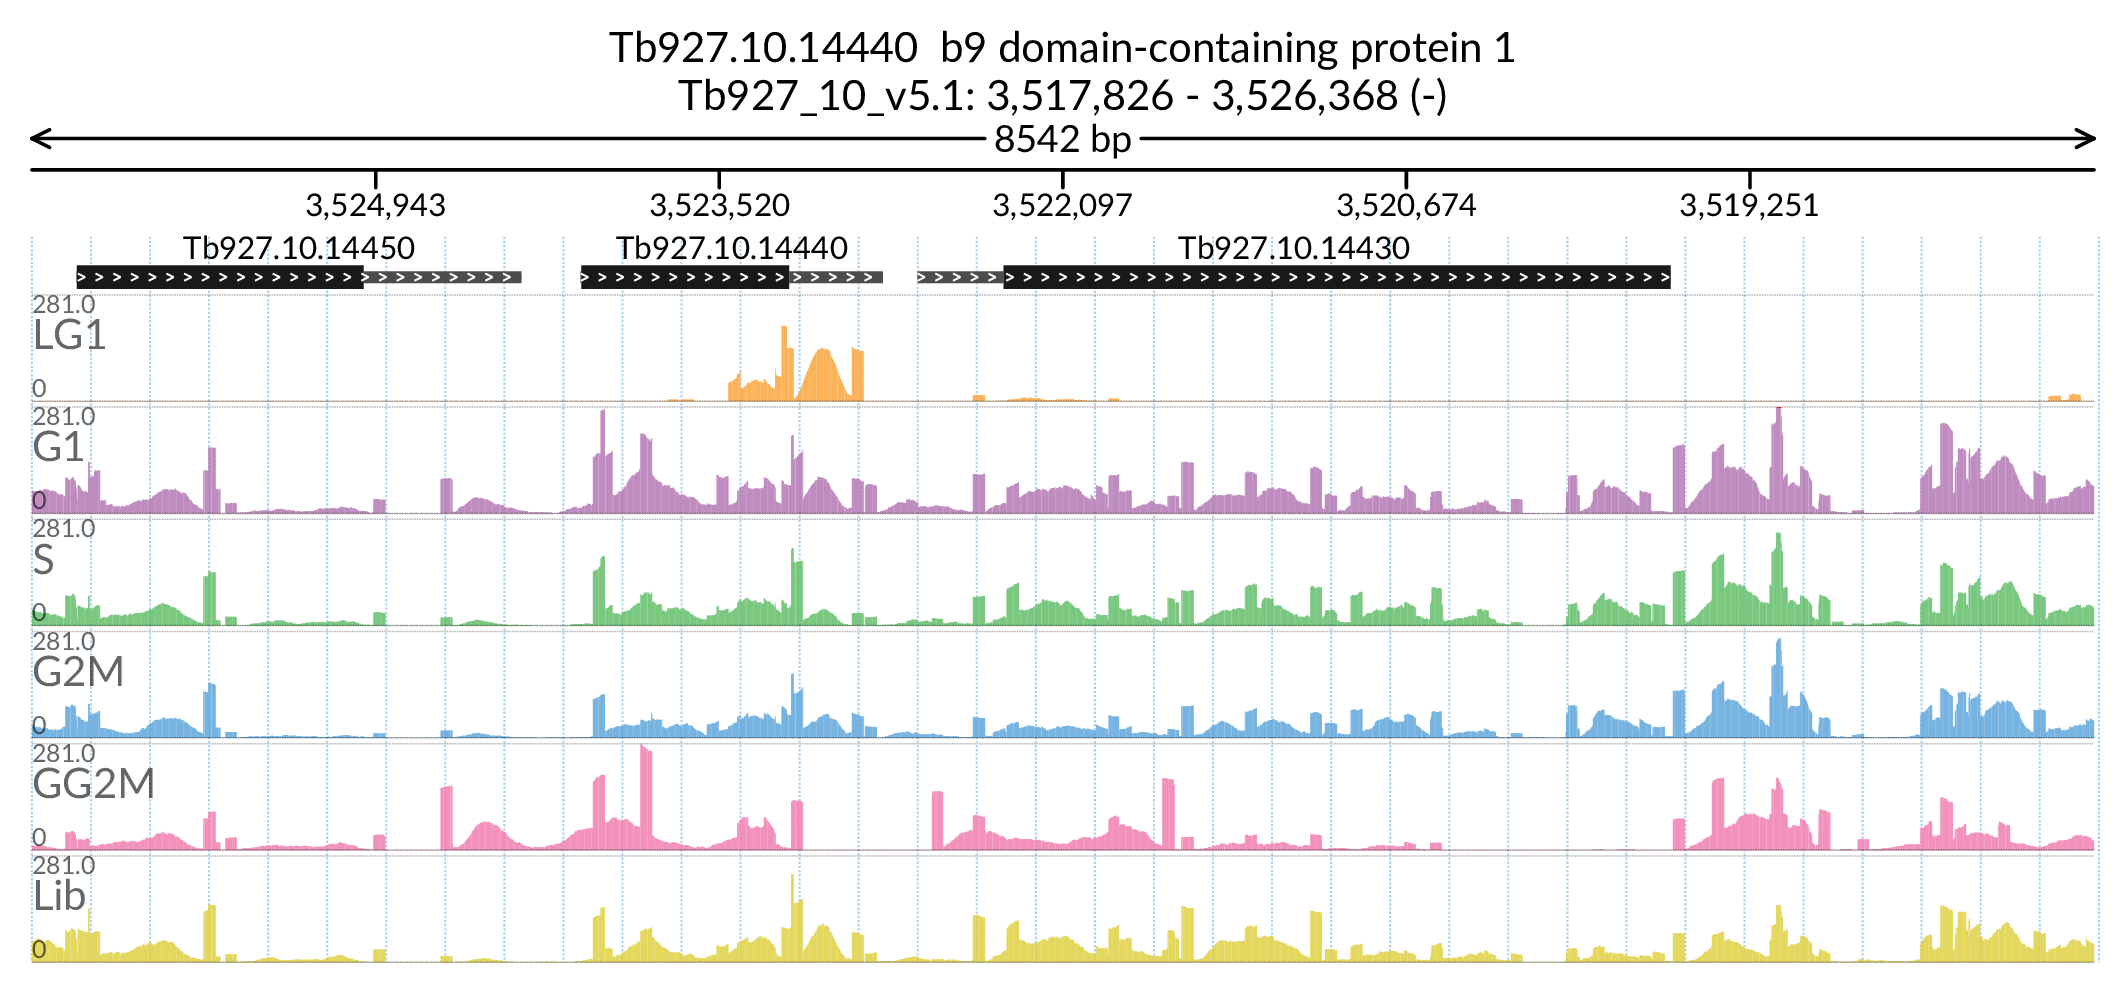 Tb927.10.14440  b9 domain-containing protein 1
Tb927_10_v5.1: 3,517,826 - 3,526,368 (-)
8542 bp
3,524,943 3,523,520 3,522,097 3,520,674 3,519,251
Tb927.10.14450 Tb927.10.14440 Tb927.10.14430
281.0
LG1
0
281.0
G1
0
281.0
S
0
281.0
G2M
0
281.0
GG2M
0
281.0
Lib
0